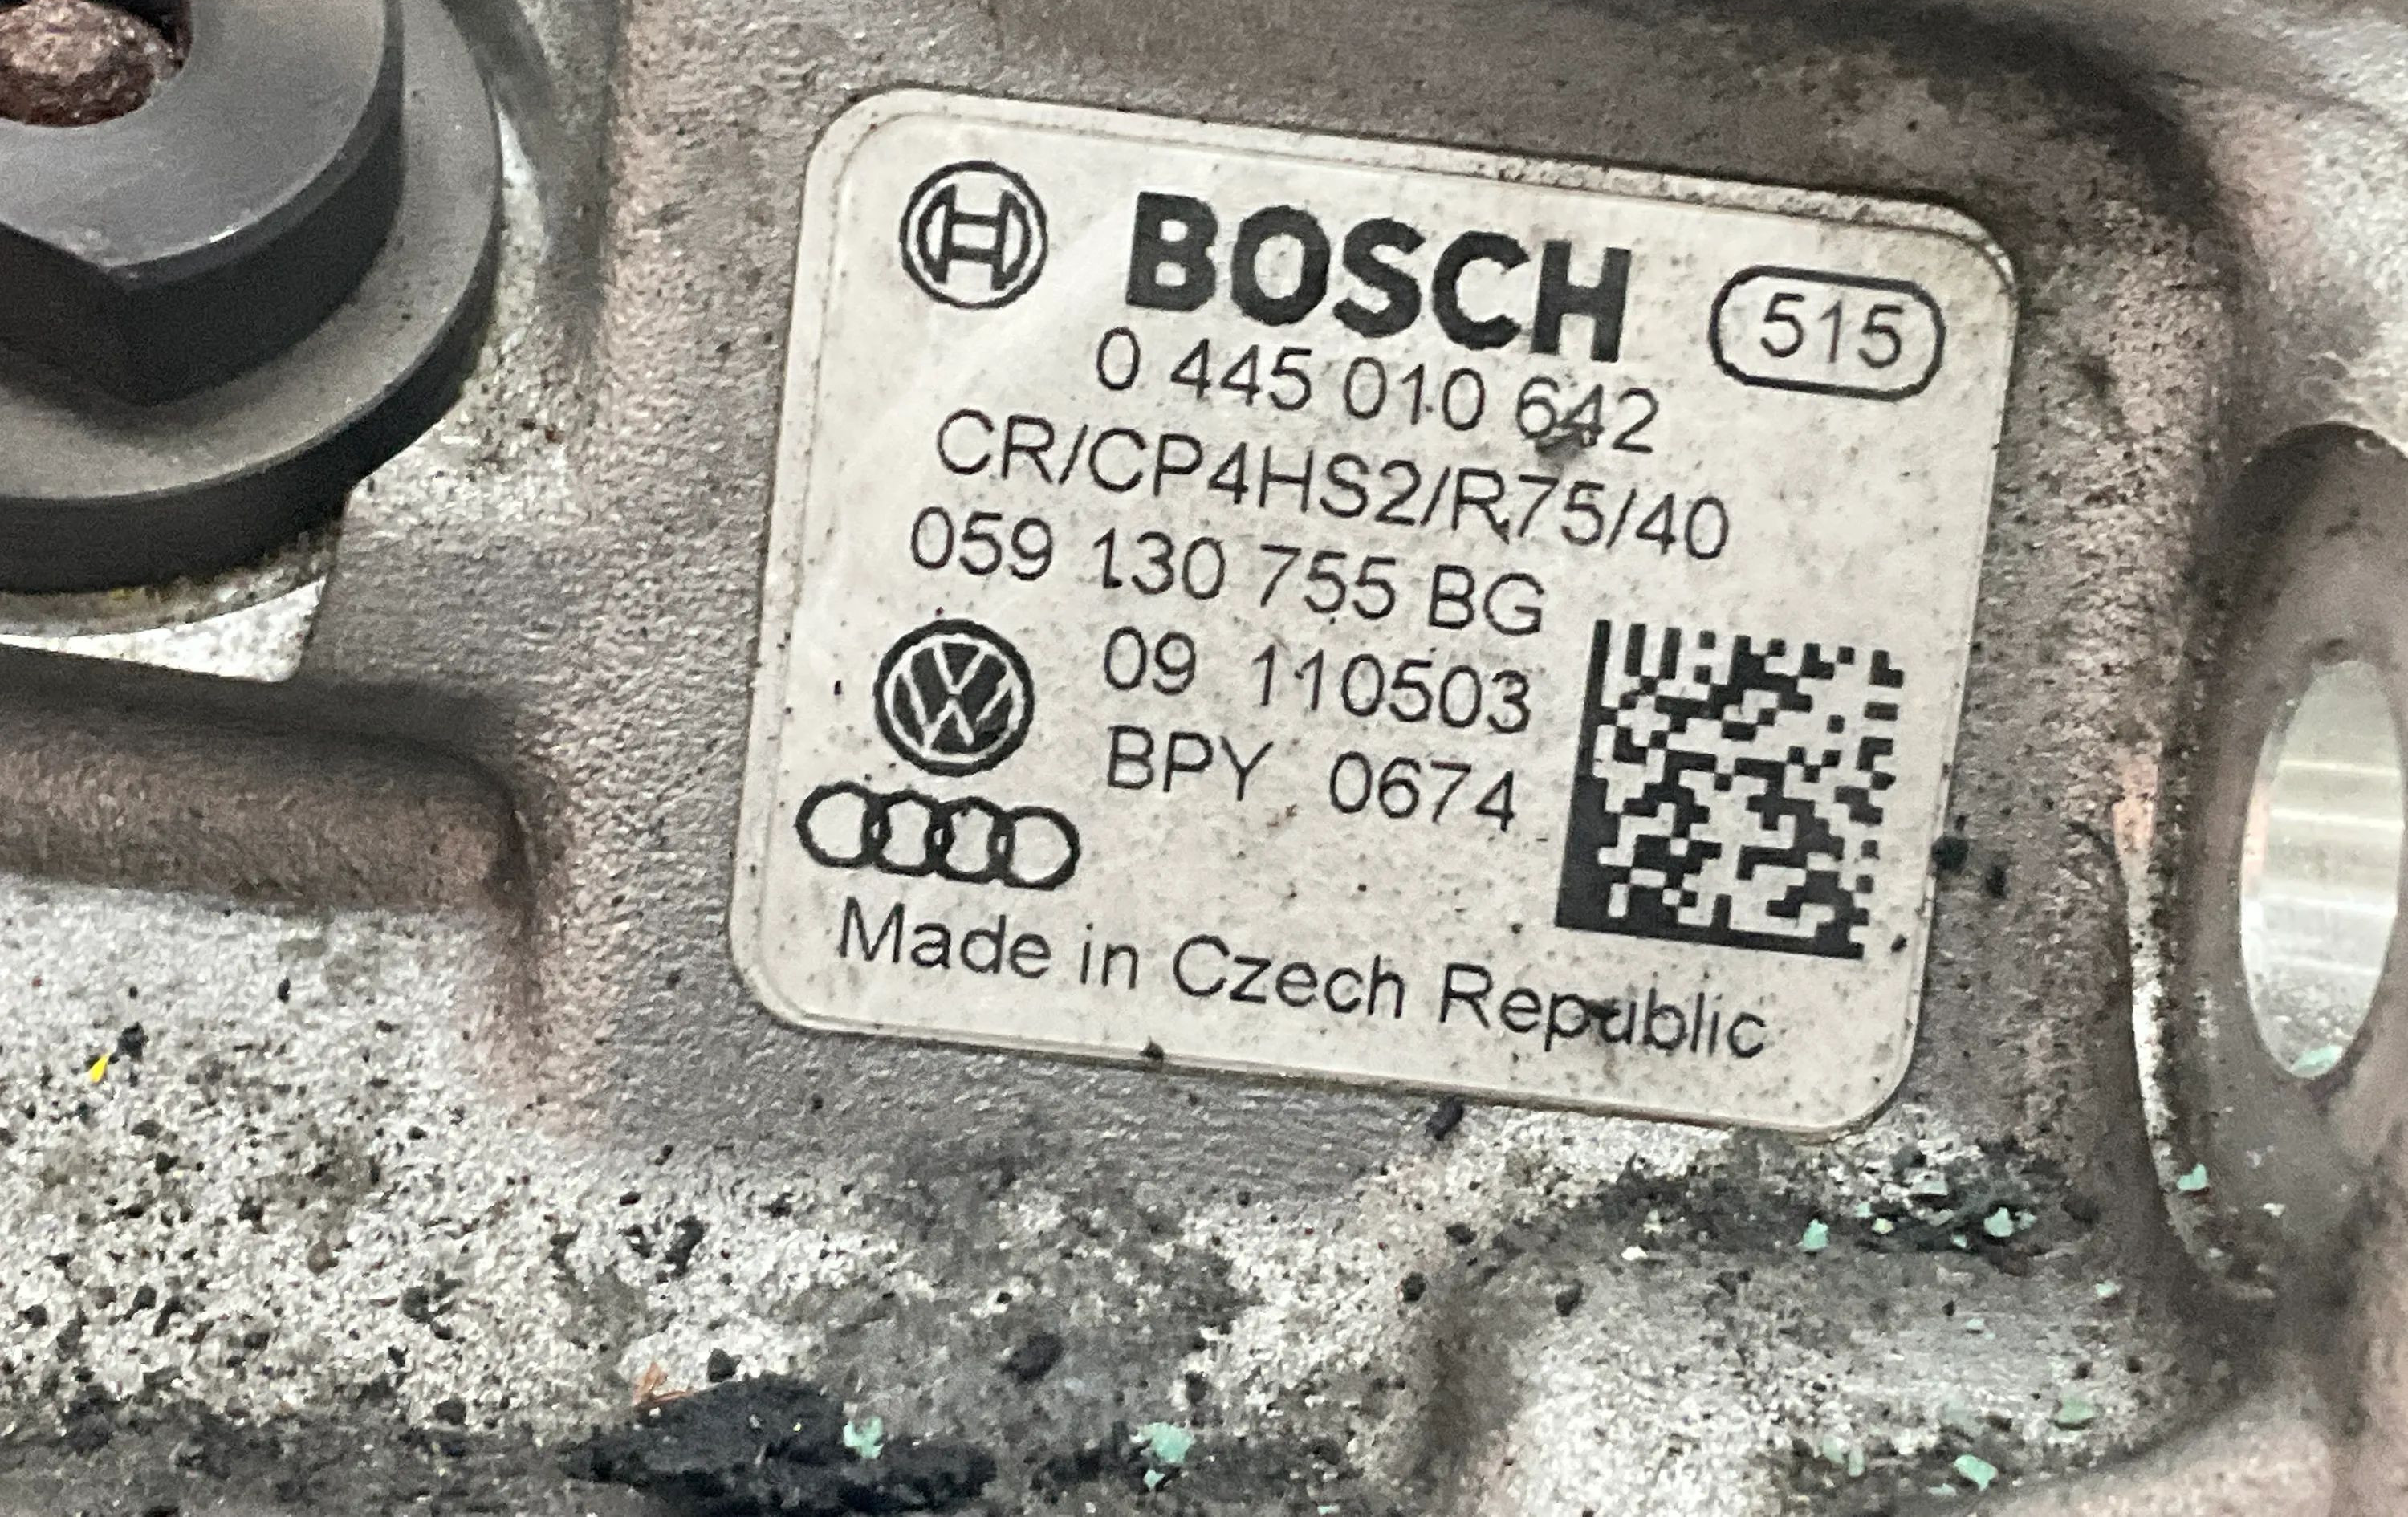 BOSCH 515
0 445 010 642
CR/CP4HS2/R75/40
059 130 755 BG
09 110503
BPY 0674
Made in Czech Republic